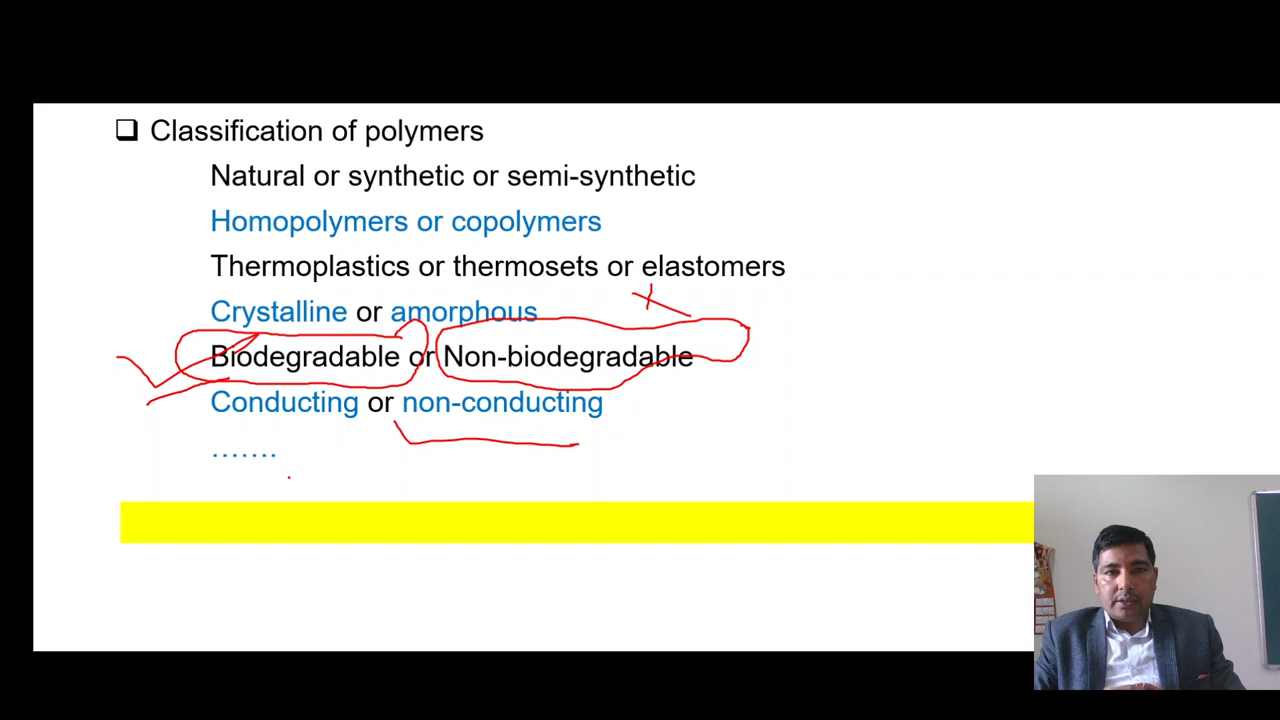 Classification of polymers
Natural or synthetic or semi-synthetic
Homopolymers or copolymers
Thermoplastics or thermosets or elastomers
Crystalline or amorphous
Biodegradable or Non-biodegradable
Conducting or non-conducting
.......